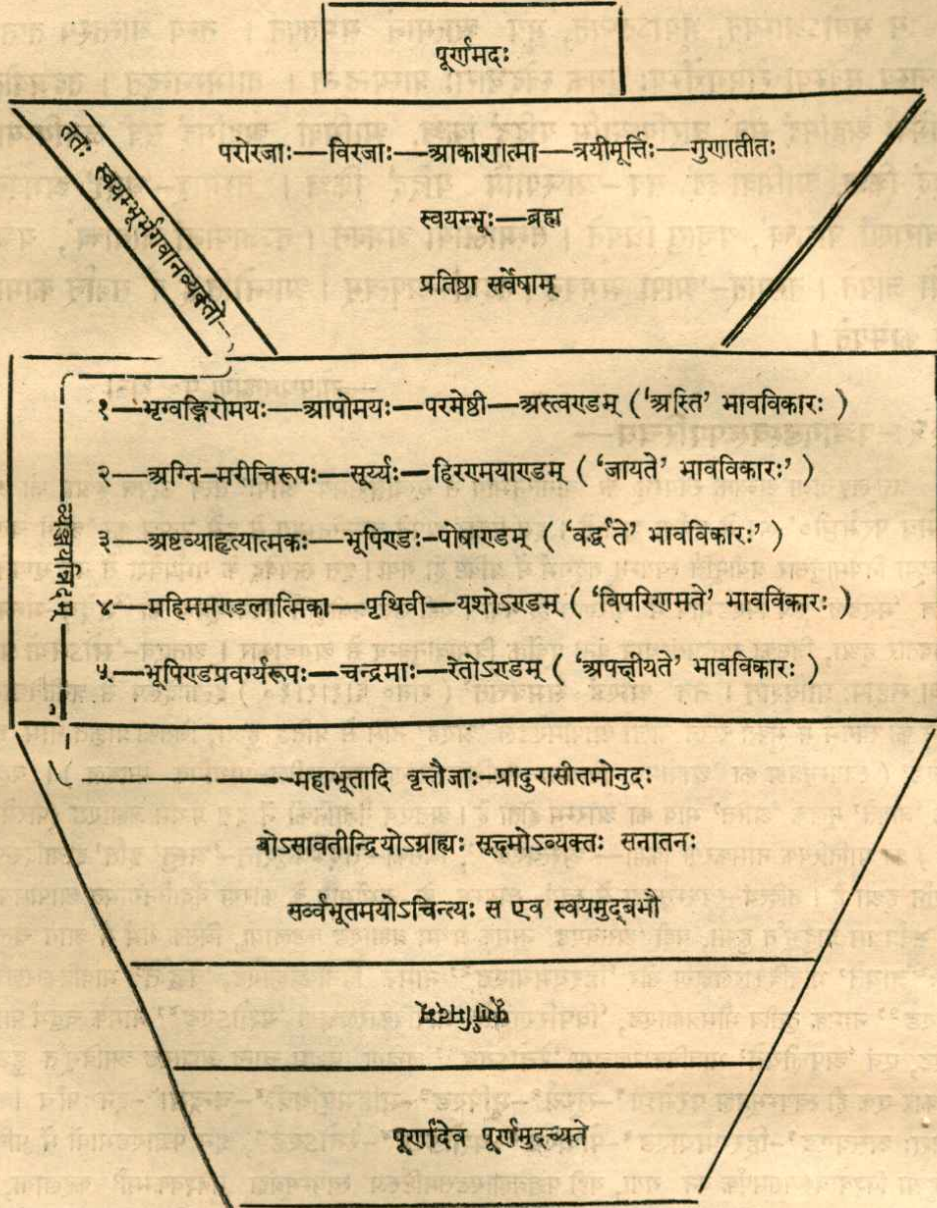 पूर्णमदः
परोरजाः—विरजाः—आकाशात्मा—त्रयीमूर्त्तिः—गुणातीतः
स्वयम्भूः—ब्रह्म
प्रतिष्ठा सर्वेषाम्
ततः स्वयम्भूर्भगवानव्यक्तो
१—भृग्वङ्गिरोमयः—आपोमयः—परमेष्ठी—अस्त्वण्डम् ('अस्ति' भावविकारः )
२—अग्नि-मरीचिरूपः—सूर्य्यः—हिरण्मयाण्डम् ( 'जायते' भावविकारः' )
३—अष्टव्याहृत्यात्मकः—भूपिण्डः-पोषाण्डम् ( 'वर्द्धते' भावविकारः' )
४—महिममण्डलात्मिका—पृथिवी—यशोऽण्डम् ( 'विपरिणमते' भावविकारः )
५—भूपिण्डप्रवर्ग्यरूपः—चन्द्रमाः—रेतोऽण्डम् ( 'अपक्षीयते' भावविकारः )
व्यञ्जयन्निदम्
महाभूतादि वृत्तौजाः-प्रादुरासीत्तमोनुदः
योऽसावतीन्द्रियोऽग्राह्यः सूक्ष्मोऽव्यक्तः सनातनः
सर्व्वभूतमयोऽचिन्त्यः स एव स्वयमुद्बभौ
पूर्णमिदम्
पूर्णादेव पूर्णमुदच्यते